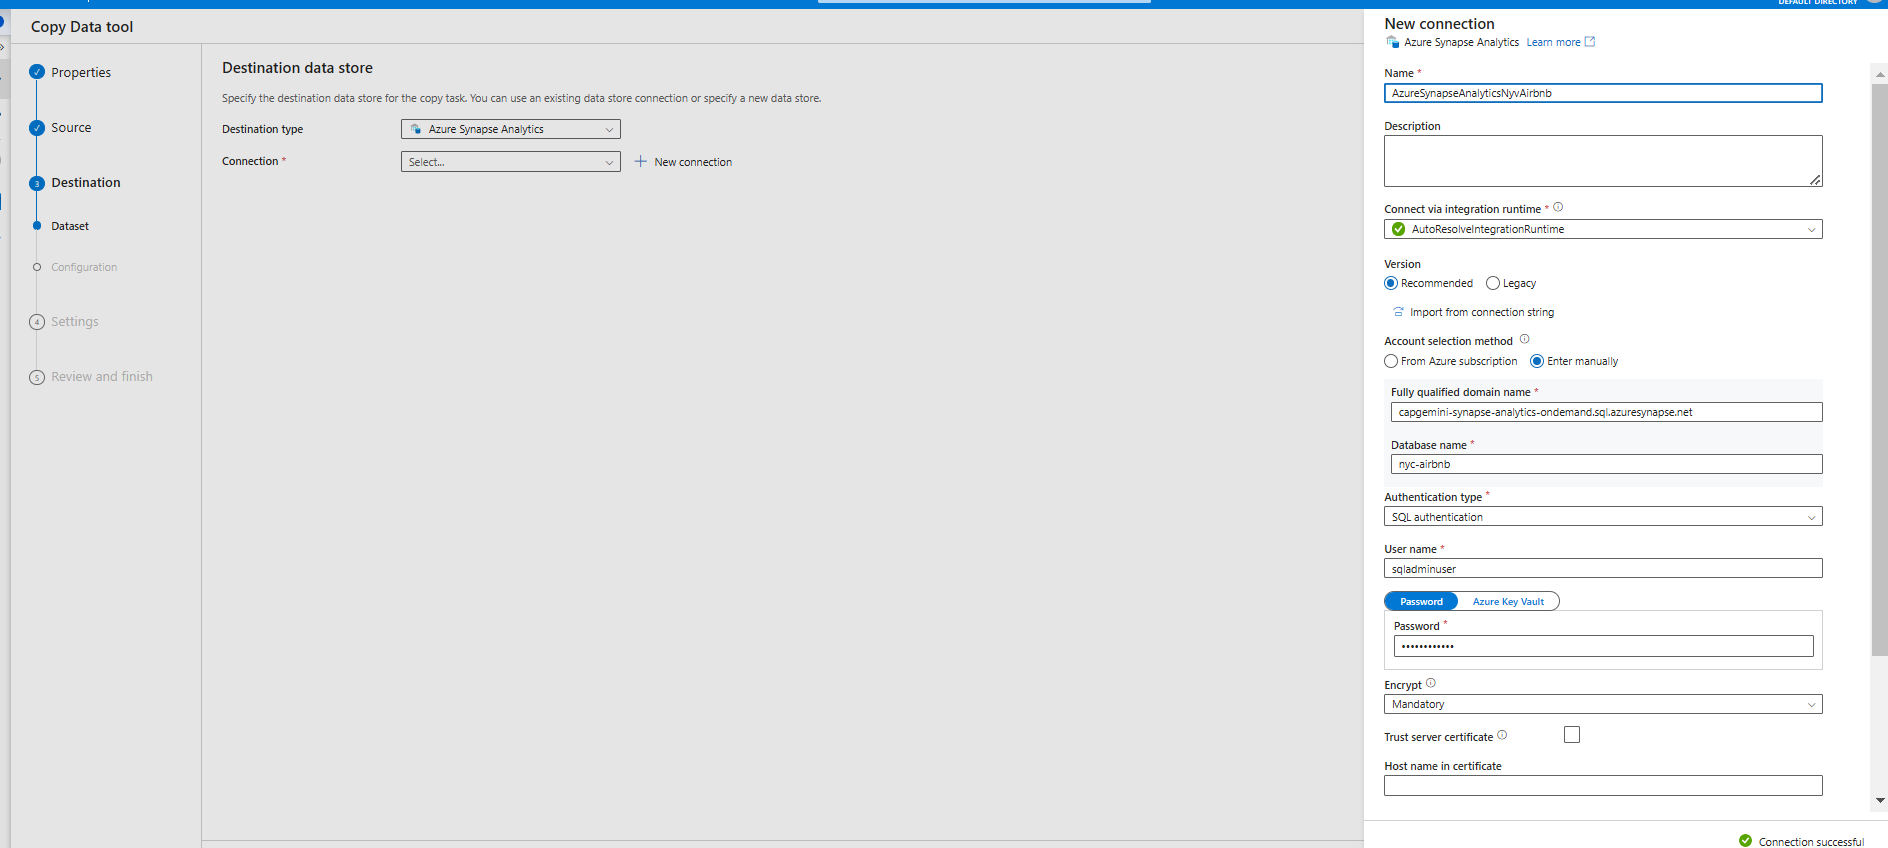 DEFAULT DIRECTORY
Copy Data tool
Properties
Source
3
Destination
Dataset
Configuration
4
Settings
5
Review and finish
Destination data store
Specify the destination data store for the copy task. You can use an existing data store connection or specify a new data store.
Destination type
Azure Synapse Analytics
Connection *
Select...
New connection
New connection
Azure Synapse Analytics Learn more
Name *
AzureSynapseAnalyticsNyvAirbnb
Description
Connect via integration runtime *
AutoResolveIntegrationRuntime
Version
Recommended Legacy
Import from connection string
Account selection method
From Azure subscription Enter manually
Fully qualified domain name *
capgemini-synapse-analytics-ondemand.sql.azuresynapse.net
Database name *
nyc-airbnb
Authentication type *
SQL authentication
User name *
sqladminuser
Password Azure Key Vault
Password *
••••••••••••
Encrypt
Mandatory
Trust server certificate
Host name in certificate
Connection successful